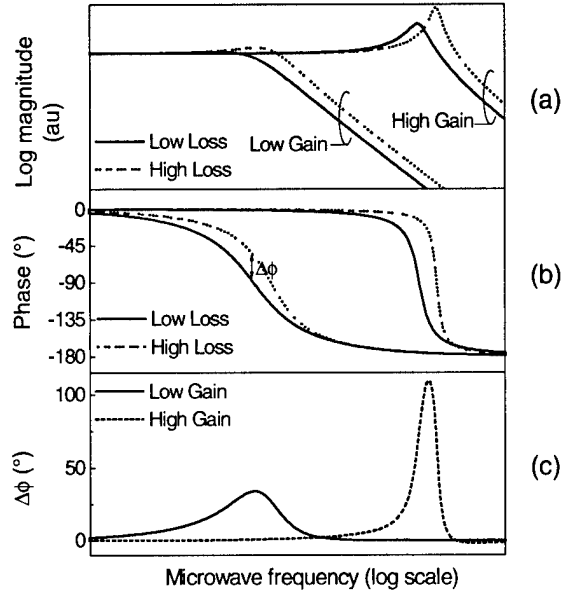 Log magnitude
(au)
Low Loss
High Loss
Low Gain
High Gain
(a)
Phase (°)
0
-45
-90
-135
-180
Δϕ
Low Loss
High Loss
(b)
Δϕ (°)
100
50
0
Low Gain
High Gain
(c)
Microwave frequency (log scale)